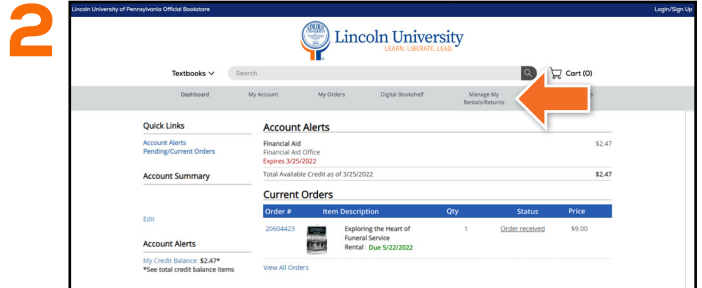 2
Lincoln University of Pennsylvania Official Bookstore
Login/Sign Up
Lincoln University
LEARN. LIBERATE. LEAD.
Textbooks
Search
Cart (0)
Dashboard
My Account
My Orders
Digital Bookshelf
Manage My
Rentals/Returns
Quick Links
Account Alerts
Pending/Current Orders
Account Summary
Edit
Account Alerts
My Credit Balance: $2.47*
*See total credit balance items
Account Alerts
Financial Aid $2.47
Financial Aid Office
Expires 3/25/2022
Total Available Credit as of 3/25/2022 $2.47
Current Orders
Order # Item Description Qty Status Price
20604423 Exploring the Heart of 1 Order received $9.00
Funeral Service
Rental : Due 5/22/2022
View All Orders